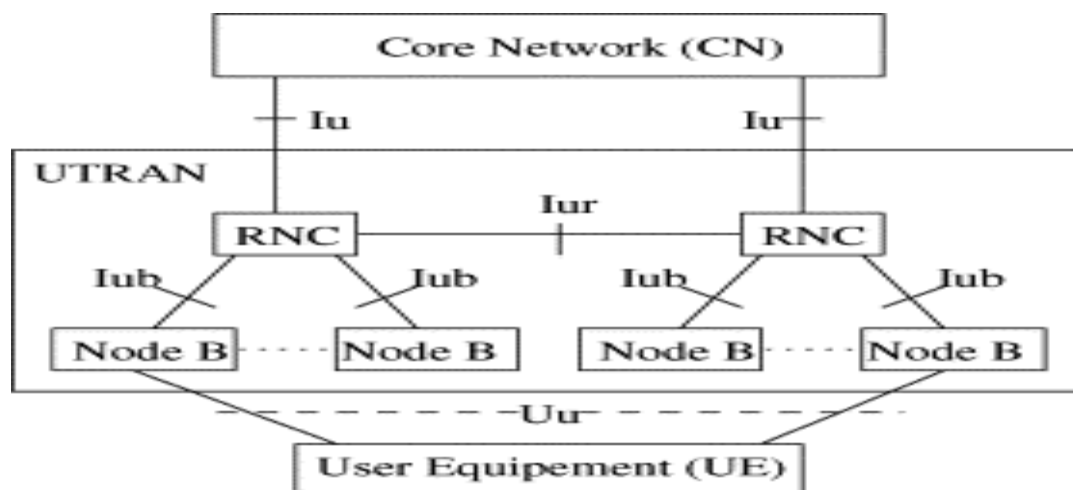 Core Network (CN)
Iu Iu
UTRAN
Iur
RNC RNC
Iub Iub Iub Iub
Node B Node B Node B Node B
Uu
User Equipement (UE)